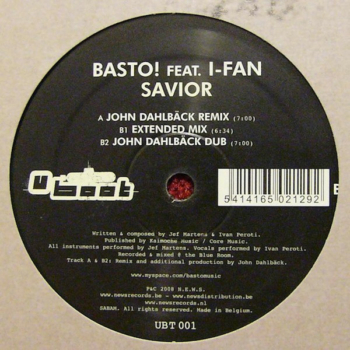 BASTO! FEAT. I-FAN
SAVIOR
A JOHN DAHLBÄCK REMIX (7:00)
B1 EXTENDED MIX (6:34)
B2 JOHN DAHLBÄCK DUB (7:00)
U boat
5414165 021292
Written & composed by Jef Martens & Ivan Peroti.
Published by Kaimoche Music / Core Music.
All instruments performed by Jef Martens. Vocals performed by Ivan Peroti.
Recorded & mixed @ the Blue Room.
Track A & B2: Remix and additional production by John Dahlbäck.
www.myspace.com/bastomusic
P&C 2008 N.E.W.S.
www.newsrecords.be - www.newsdistribution.be
www.newsrecords.nl
SABAM. All rights reserved. Made in Belgium.
UBT 001